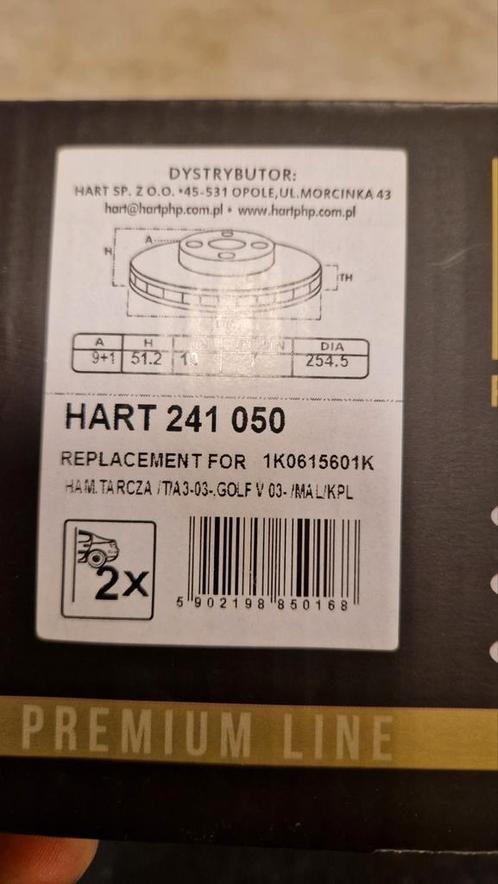 DYSTRYBUTOR:
HART SP. Z O.O. •45-531 OPOLE,UL.MORCINKA 43
hart@hartphp.com.pl • www.hartphp.com.pl
A
H
TH
A H DIA
9+1 51.2 254.5
HART 241 050
REPLACEMENT FOR 1K0615601K
HAM.TARCZA /T/A3-03-.GOLF V 03- /MAL/KPL
2x
5 902198 850168
PREMIUM LINE